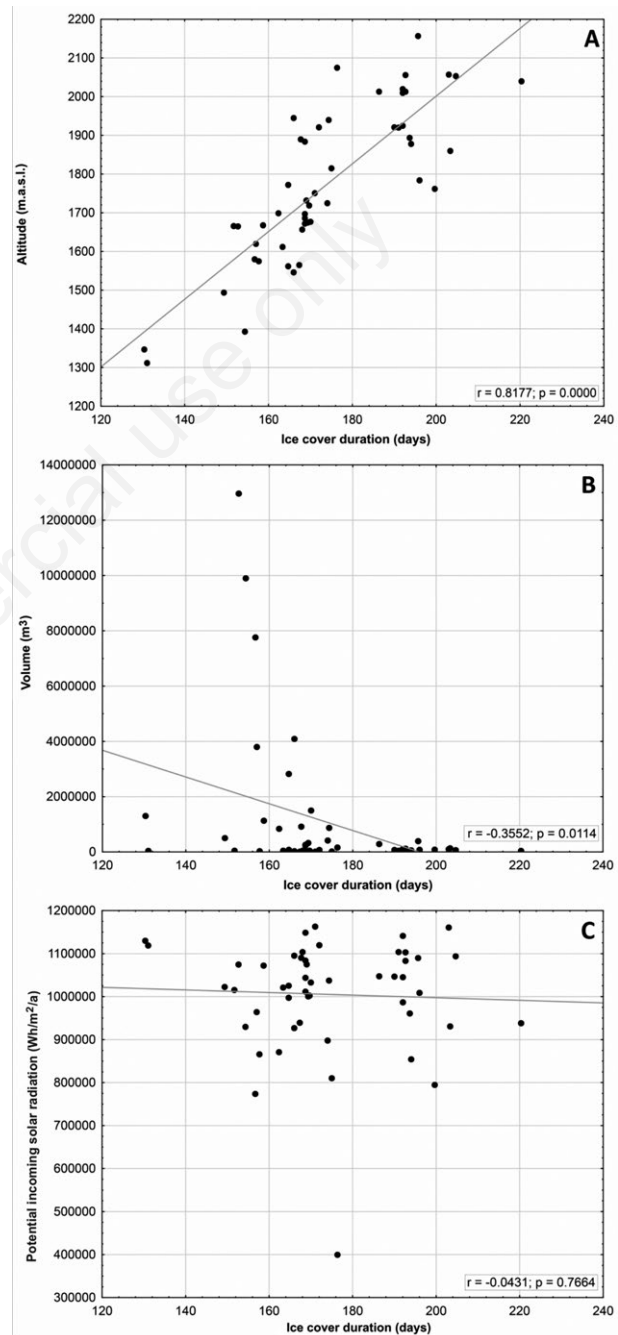 A
2200
2100
2000
1900
1800
1700
1600
1500
1400
1300
1200
Altitude (m.a.s.l.)
r = 0.8177; p = 0.0000
120 140 160 180 200 220 240
Ice cover duration (days)
B
14000000
12000000
10000000
8000000
6000000
4000000
2000000
0
Volume (m³)
r = -0.3552; p = 0.0114
120 140 160 180 200 220 240
Ice cover duration (days)
C
1200000
1100000
1000000
900000
800000
700000
600000
500000
400000
300000
Potential incoming solar radiation (Wh/m²/a)
r = -0.0431; p = 0.7664
120 140 160 180 200 220 240
Ice cover duration (days)
ercial use only